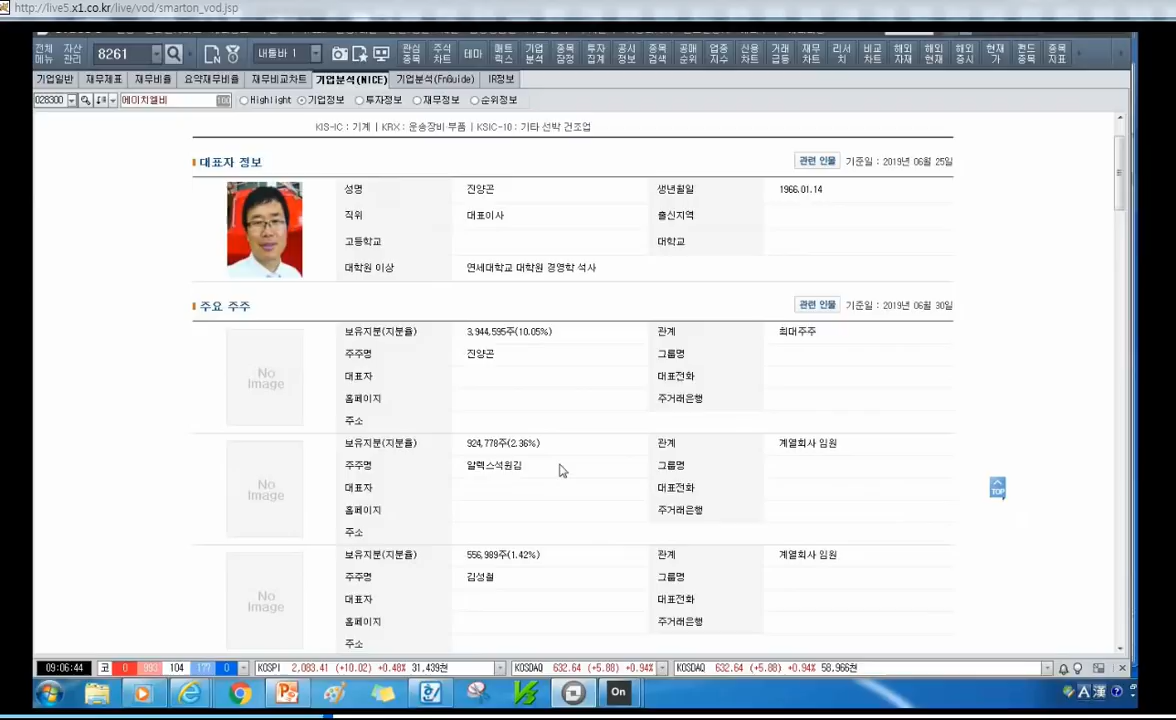 http://live5.x1.co.kr/live/vod/smarton_vod.jsp
전체메뉴 자산관리 8261 내툴바 1 관심종목 주식차트 테마 매트릭스 기업분석 종목잠정 투자집계 공시정보 종목검색 공매순위 업종지수 신용차트 거래급등 재무차트 리서치 비교차트 해외자재 해외현재 해외증시 현재가 펀드종목 종목지표
기업일반 재무제표 재무비율 요약재무비율 재무비교차트 기업분석(NICE) 기업분석(FnGuide) IR정보
028300 에이치엘비 100 Highlight 기업정보 투자정보 재무정보 순위정보
KIS-IC : 기계 | KRX : 운송장비 부품 | KSIC-10 : 기타 선박 건조업
대표자 정보 관련 인물 기준일 : 2019년 06월 25일
성명 진양곤 생년월일 1966.01.14
직위 대표이사 출신지역
고등학교 대학교
대학원 이상 연세대학교 대학원 경영학 석사
주요 주주 관련 인물 기준일 : 2019년 06월 30일
보유지분(지분율) 3,944,595주(10.05%) 관계 최대주주
주주명 진양곤 그룹명
No Image
대표자 대표전화
홈페이지 주거래은행
주소
보유지분(지분율) 924,778주(2.36%) 관계 계열회사 임원
주주명 알렉스석원김 그룹명
No Image
대표자 대표전화
홈페이지 주거래은행
주소
TOP
보유지분(지분율) 556,989주(1.42%) 관계 계열회사 임원
주주명 김성철 그룹명
No Image
대표자 대표전화
홈페이지 주거래은행
주소
09:06:44 코 0 993 104 177 0 KOSPI 2,083.41 (+10.02) +0.48% 31,439천 KOSDAQ 632.64 (+5.88) +0.94% KOSDAQ 632.64 (+5.88) +0.94% 58,966천
On A 漢